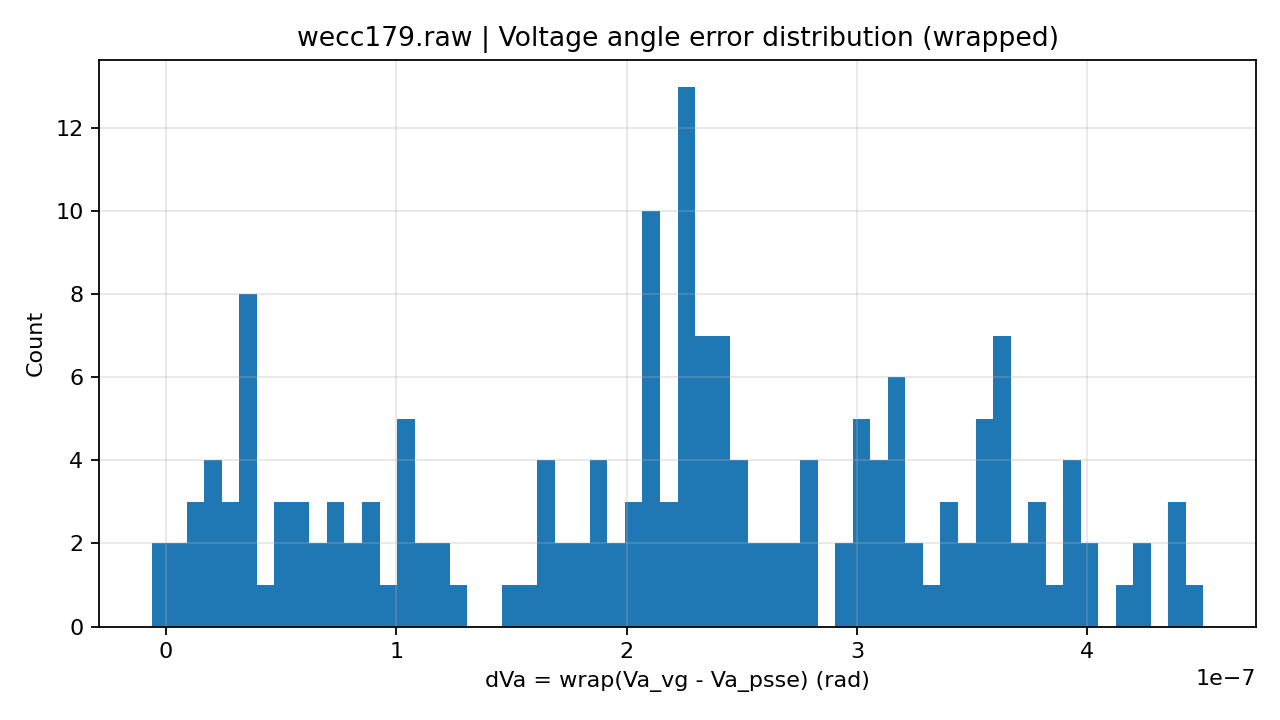 wecc179.raw | Voltage angle error distribution (wrapped)
12
10
8
6
4
2
0
Count
0 1 2 3 4
1e−7
dVa = wrap(Va_vg - Va_psse) (rad)